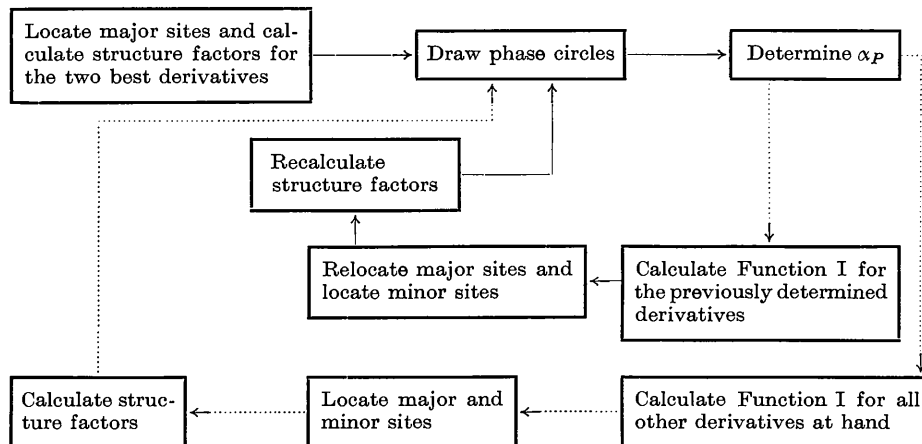 Locate major sites and cal-
culate structure factors for
the two best derivatives
Draw phase circles
Determine αP
Recalculate
structure factors
Relocate major sites and
locate minor sites
Calculate Function I for
the previously determined
derivatives
Calculate struc-
ture factors
Locate major and
minor sites
Calculate Function I for all
other derivatives at hand